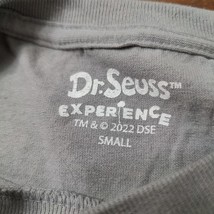 Dr. Seuss™
EXPERIENCE
TM & © 2022 DSE
SMALL